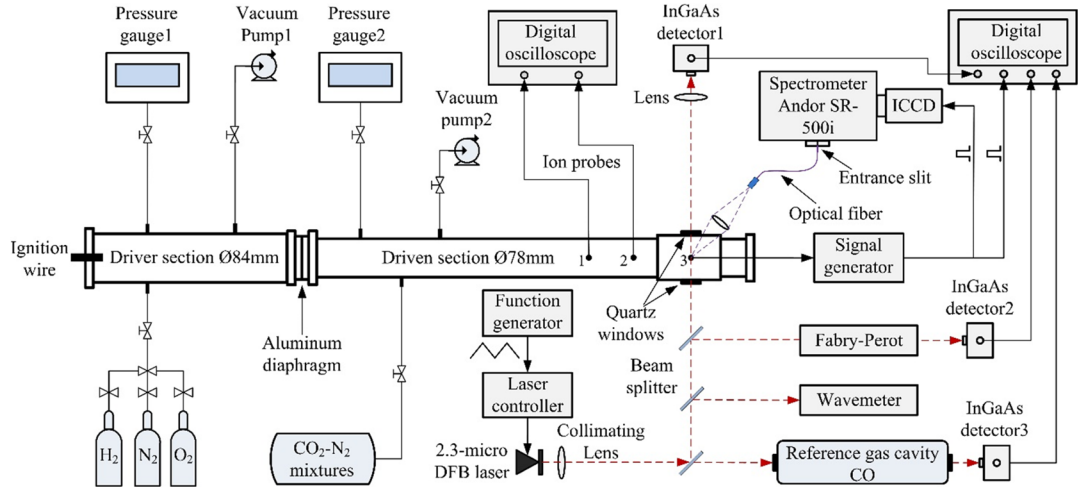 Pressure
gauge1
Vacuum
Pump1
Pressure
gauge2
Digital
oscilloscope
InGaAs
detector1
Digital
oscilloscope
Lens
Spectrometer
Andor SR-
500i
ICCD
Vacuum
pump2
Ion probes
Entrance slit
Optical fiber
Ignition
wire
Driver section Ø84mm
Driven section Ø78mm
1
2
3
Signal
generator
Aluminum
diaphragm
Function
generator
Quartz
windows
InGaAs
detector2
Fabry-Perot
Beam
splitter
Laser
controller
Wavemeter
H₂
N₂
O₂
CO₂-N₂
mixtures
2.3-micro
DFB laser
Collimating
Lens
Reference gas cavity
CO
InGaAs
detector3